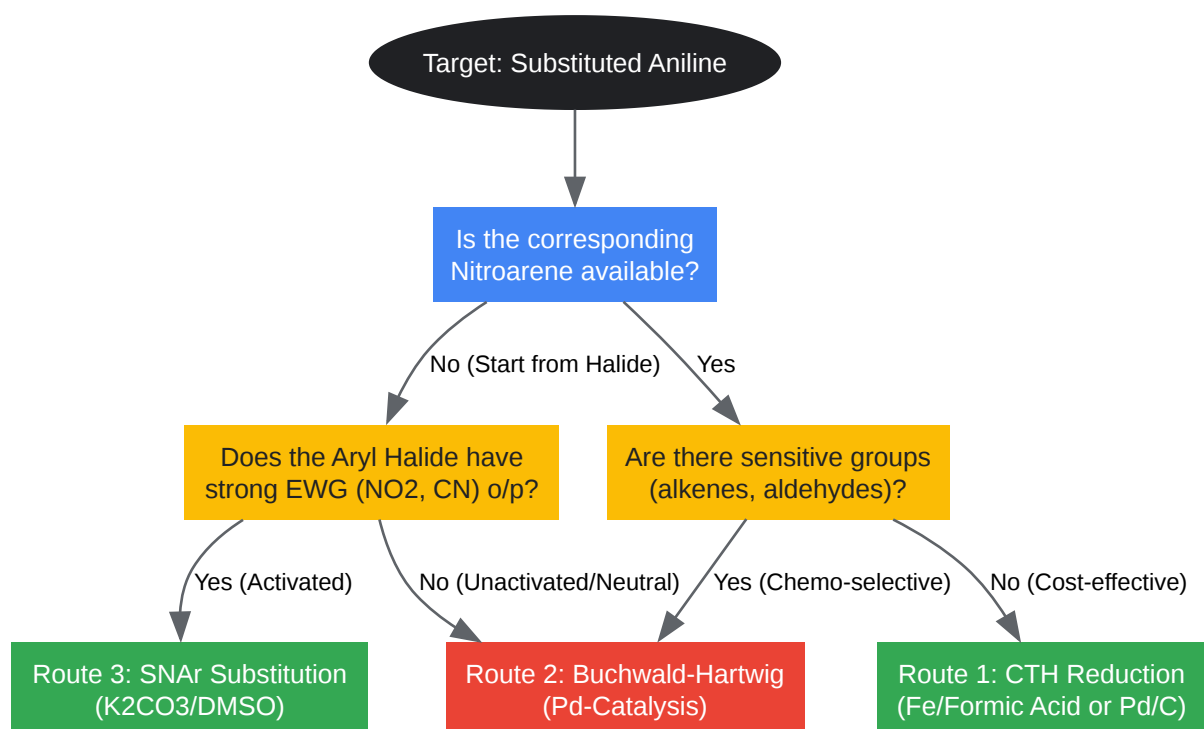 Target: Substituted Aniline
Is the corresponding
Nitroarene available?
No (Start from Halide)
Yes
Does the Aryl Halide have
strong EWG (NO2, CN) o/p?
Are there sensitive groups
(alkenes, aldehydes)?
Yes (Activated)
No (Unactivated/Neutral)
Yes (Chemo-selective)
No (Cost-effective)
Route 3: SNAr Substitution
(K2CO3/DMSO)
Route 2: Buchwald-Hartwig
(Pd-Catalysis)
Route 1: CTH Reduction
(Fe/Formic Acid or Pd/C)